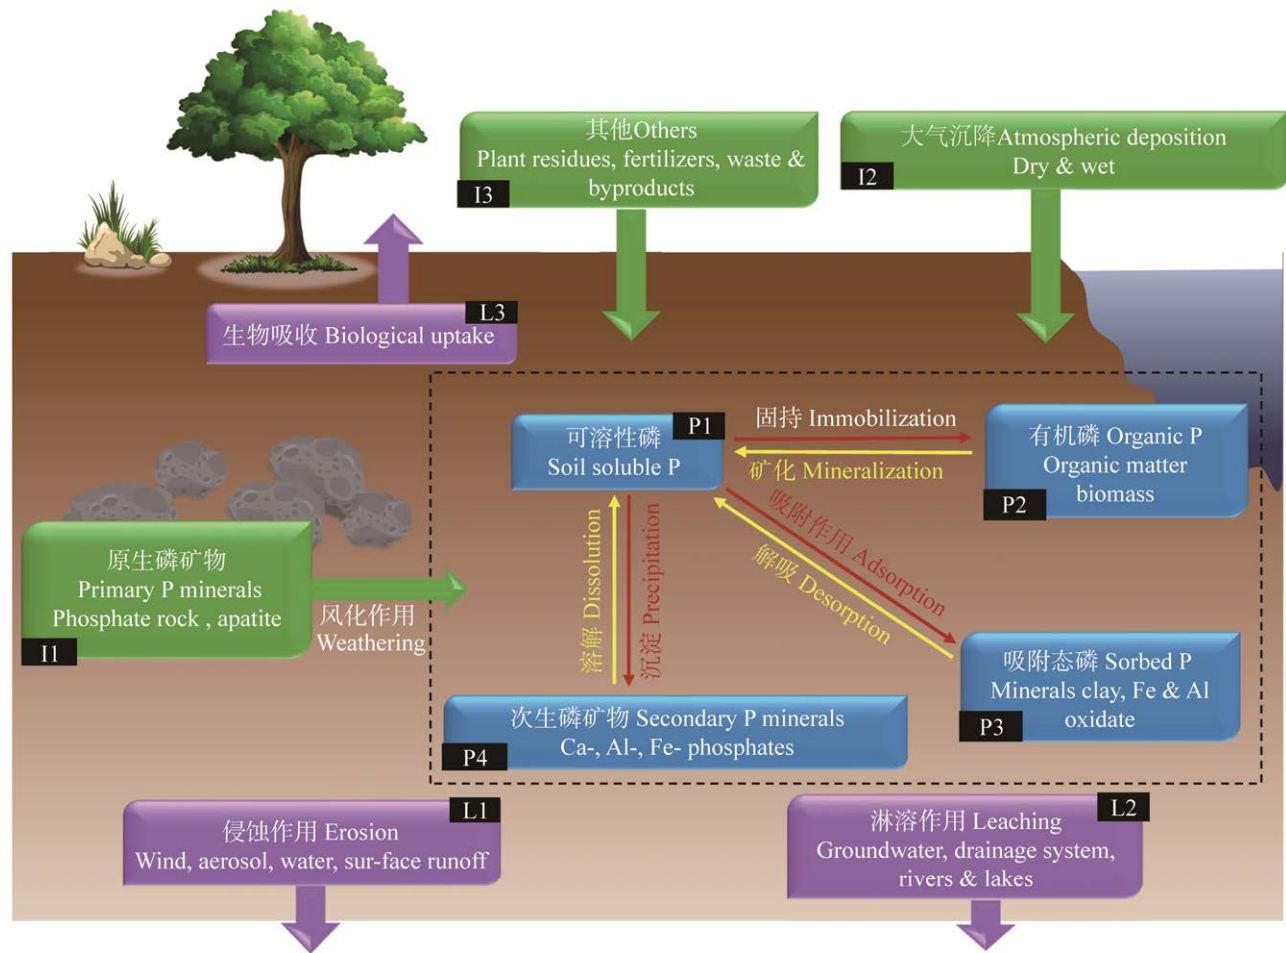 其他Others
Plant residues, fertilizers, waste &
byproducts
I3
大气沉降Atmospheric deposition
Dry & wet
I2
L3
生物吸收 Biological uptake
P1
可溶性磷
Soil soluble P
固持 Immobilization
矿化 Mineralization
有机磷 Organic P
Organic matter
biomass
P2
吸附作用 Adsorption
解吸 Desorption
溶解 Dissolution
沉淀 Precipitation
原生磷矿物
Primary P minerals
Phosphate rock , apatite
I1
风化作用
Weathering
吸附态磷 Sorbed P
Minerals clay, Fe & Al
oxidate
P3
次生磷矿物 Secondary P minerals
Ca-, Al-, Fe- phosphates
P4
L1
侵蚀作用 Erosion
Wind, aerosol, water, sur-face runoff
L2
淋溶作用 Leaching
Groundwater, drainage system,
rivers & lakes